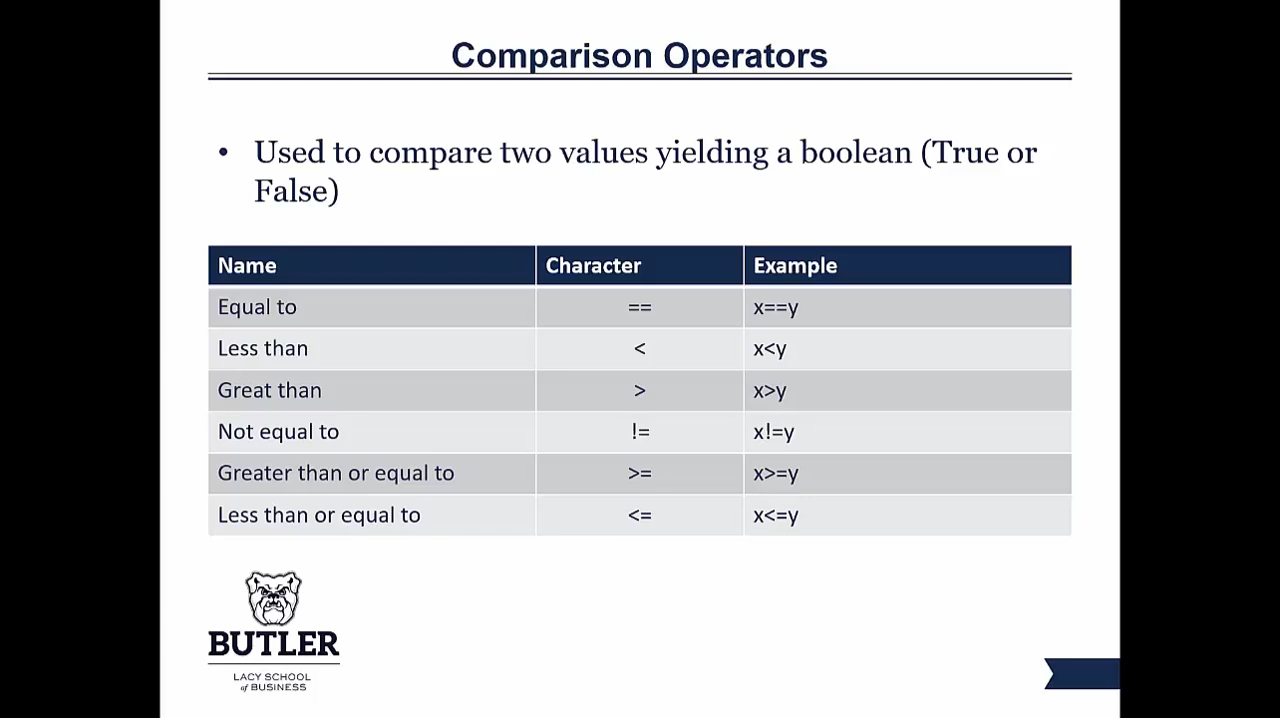 Comparison Operators
• Used to compare two values yielding a boolean (True or
False)
Name Character Example
Equal to == x==y
Less than < x<y
Great than > x>y
Not equal to != x!=y
Greater than or equal to >= x>=y
Less than or equal to <= x<=y
BUTLER
LACY SCHOOL
of BUSINESS